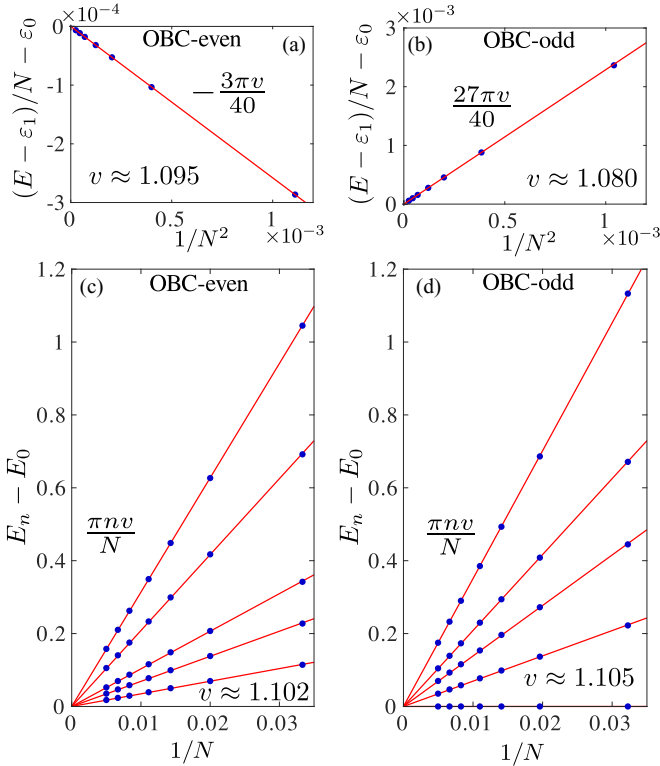 ×10⁻⁴
0
-1
-2
-3
(E − ε₁)/N − ε₀
OBC-even
(a)
−3πv/40
v ≈ 1.095
0
0.5
1
×10⁻³
1/N²
×10⁻³
3
2
1
0
(E − ε₁)/N − ε₀
(b)
OBC-odd
27πv/40
v ≈ 1.080
0
0.5
1
×10⁻³
1/N²
1.2
1
0.8
0.6
0.4
0.2
0
Eₙ − E₀
(c)
OBC-even
πnv/N
v ≈ 1.102
0
0.01
0.02
0.03
1/N
1.2
1
0.8
0.6
0.4
0.2
0
Eₙ − E₀
(d)
OBC-odd
πnv/N
v ≈ 1.105
0
0.01
0.02
0.03
1/N